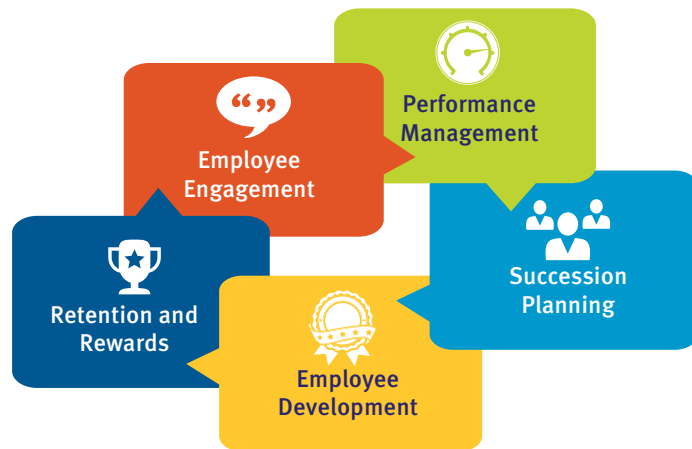 Performance
Management
Employee
Engagement
Succession
Planning
Retention and
Rewards
Employee
Development